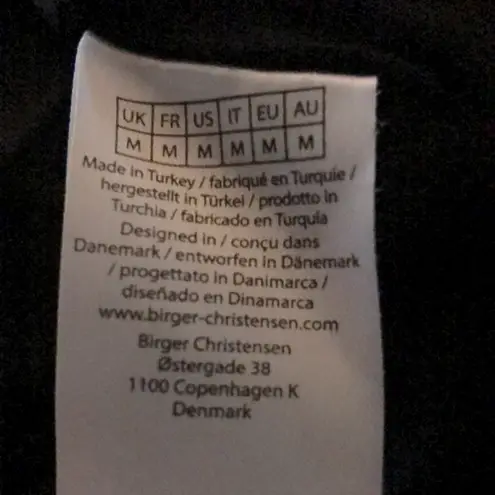 UK FR US IT EU AU
M M M M M M
Made in Turkey / fabriqué en Turquie /
hergestellt in Türkei / prodotto in
Turchia / fabricado en Turquía
Designed in / conçu dans
Danemark / entworfen in Dänemark
/ progettato in Danimarca /
diseñado en Dinamarca
www.birger-christensen.com
Birger Christensen
Østergade 38
1100 Copenhagen K
Denmark